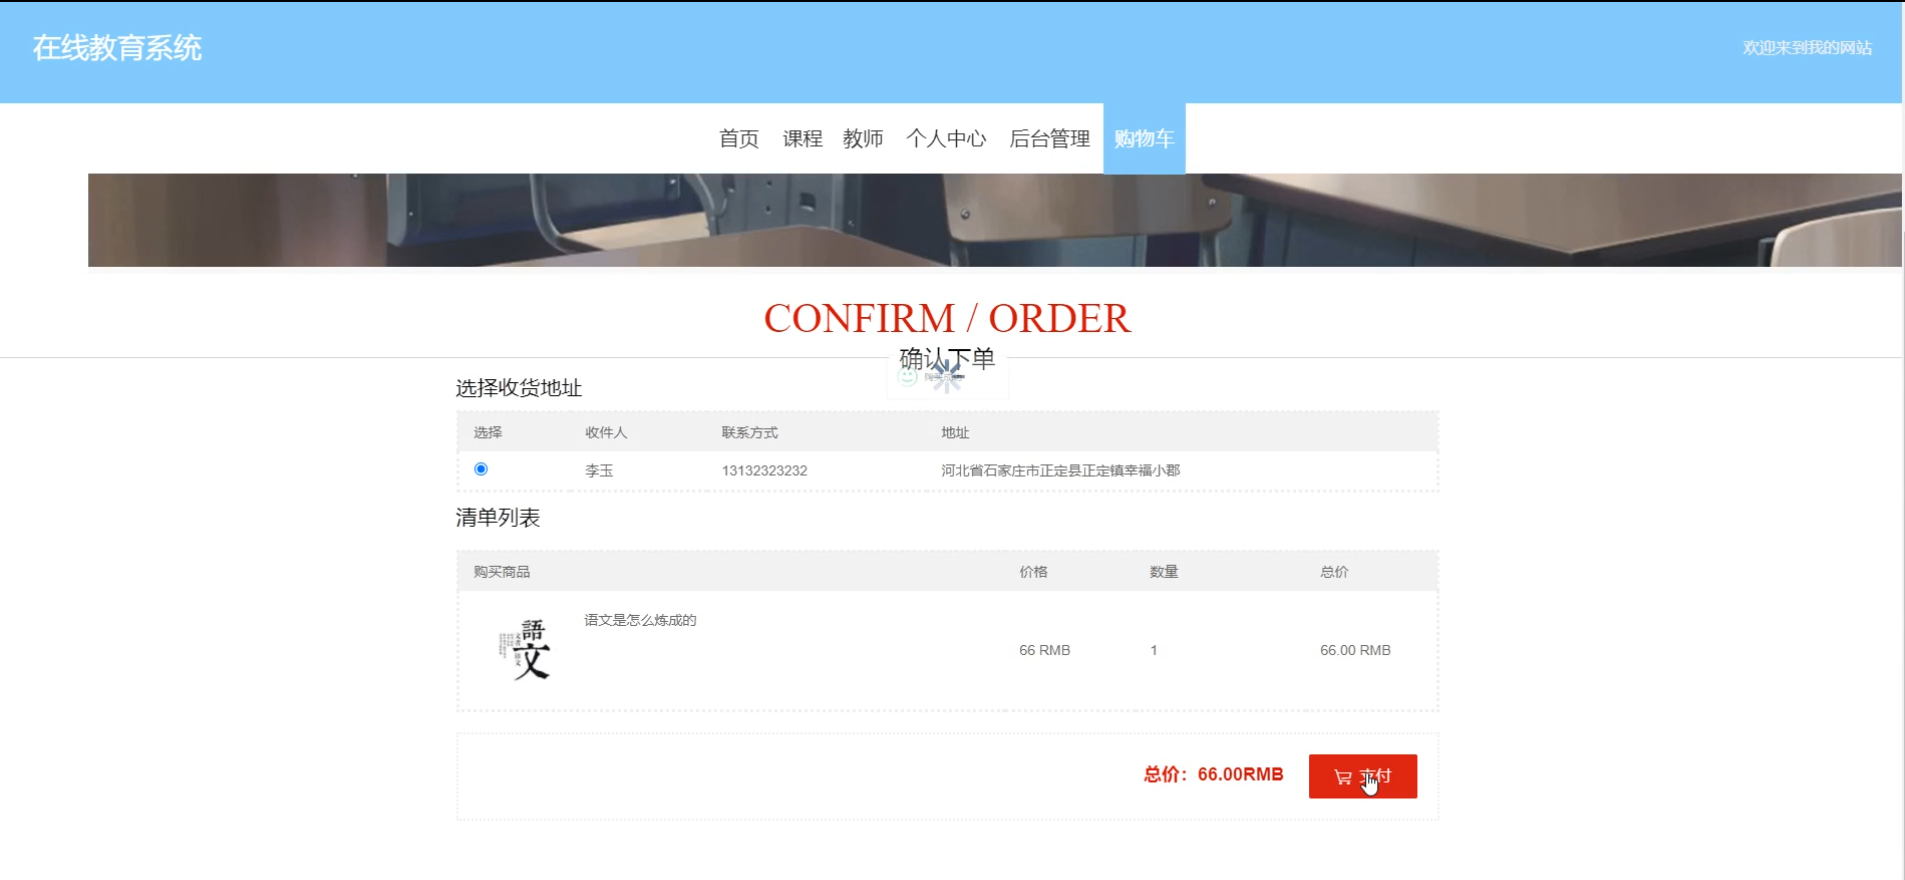 在线教育系统
欢迎来到我的网站
首页 课程 教师 个人中心 后台管理 购物车
CONFIRM / ORDER
确认下单
选择收货地址
选择 收件人 联系方式 地址
李玉 13132323232 河北省石家庄市正定县正定镇幸福小郡
清单列表
购买商品 价格 数量 总价
語文
语文是怎么炼成的
66 RMB 1 66.00 RMB
总价：66.00RMB
支付